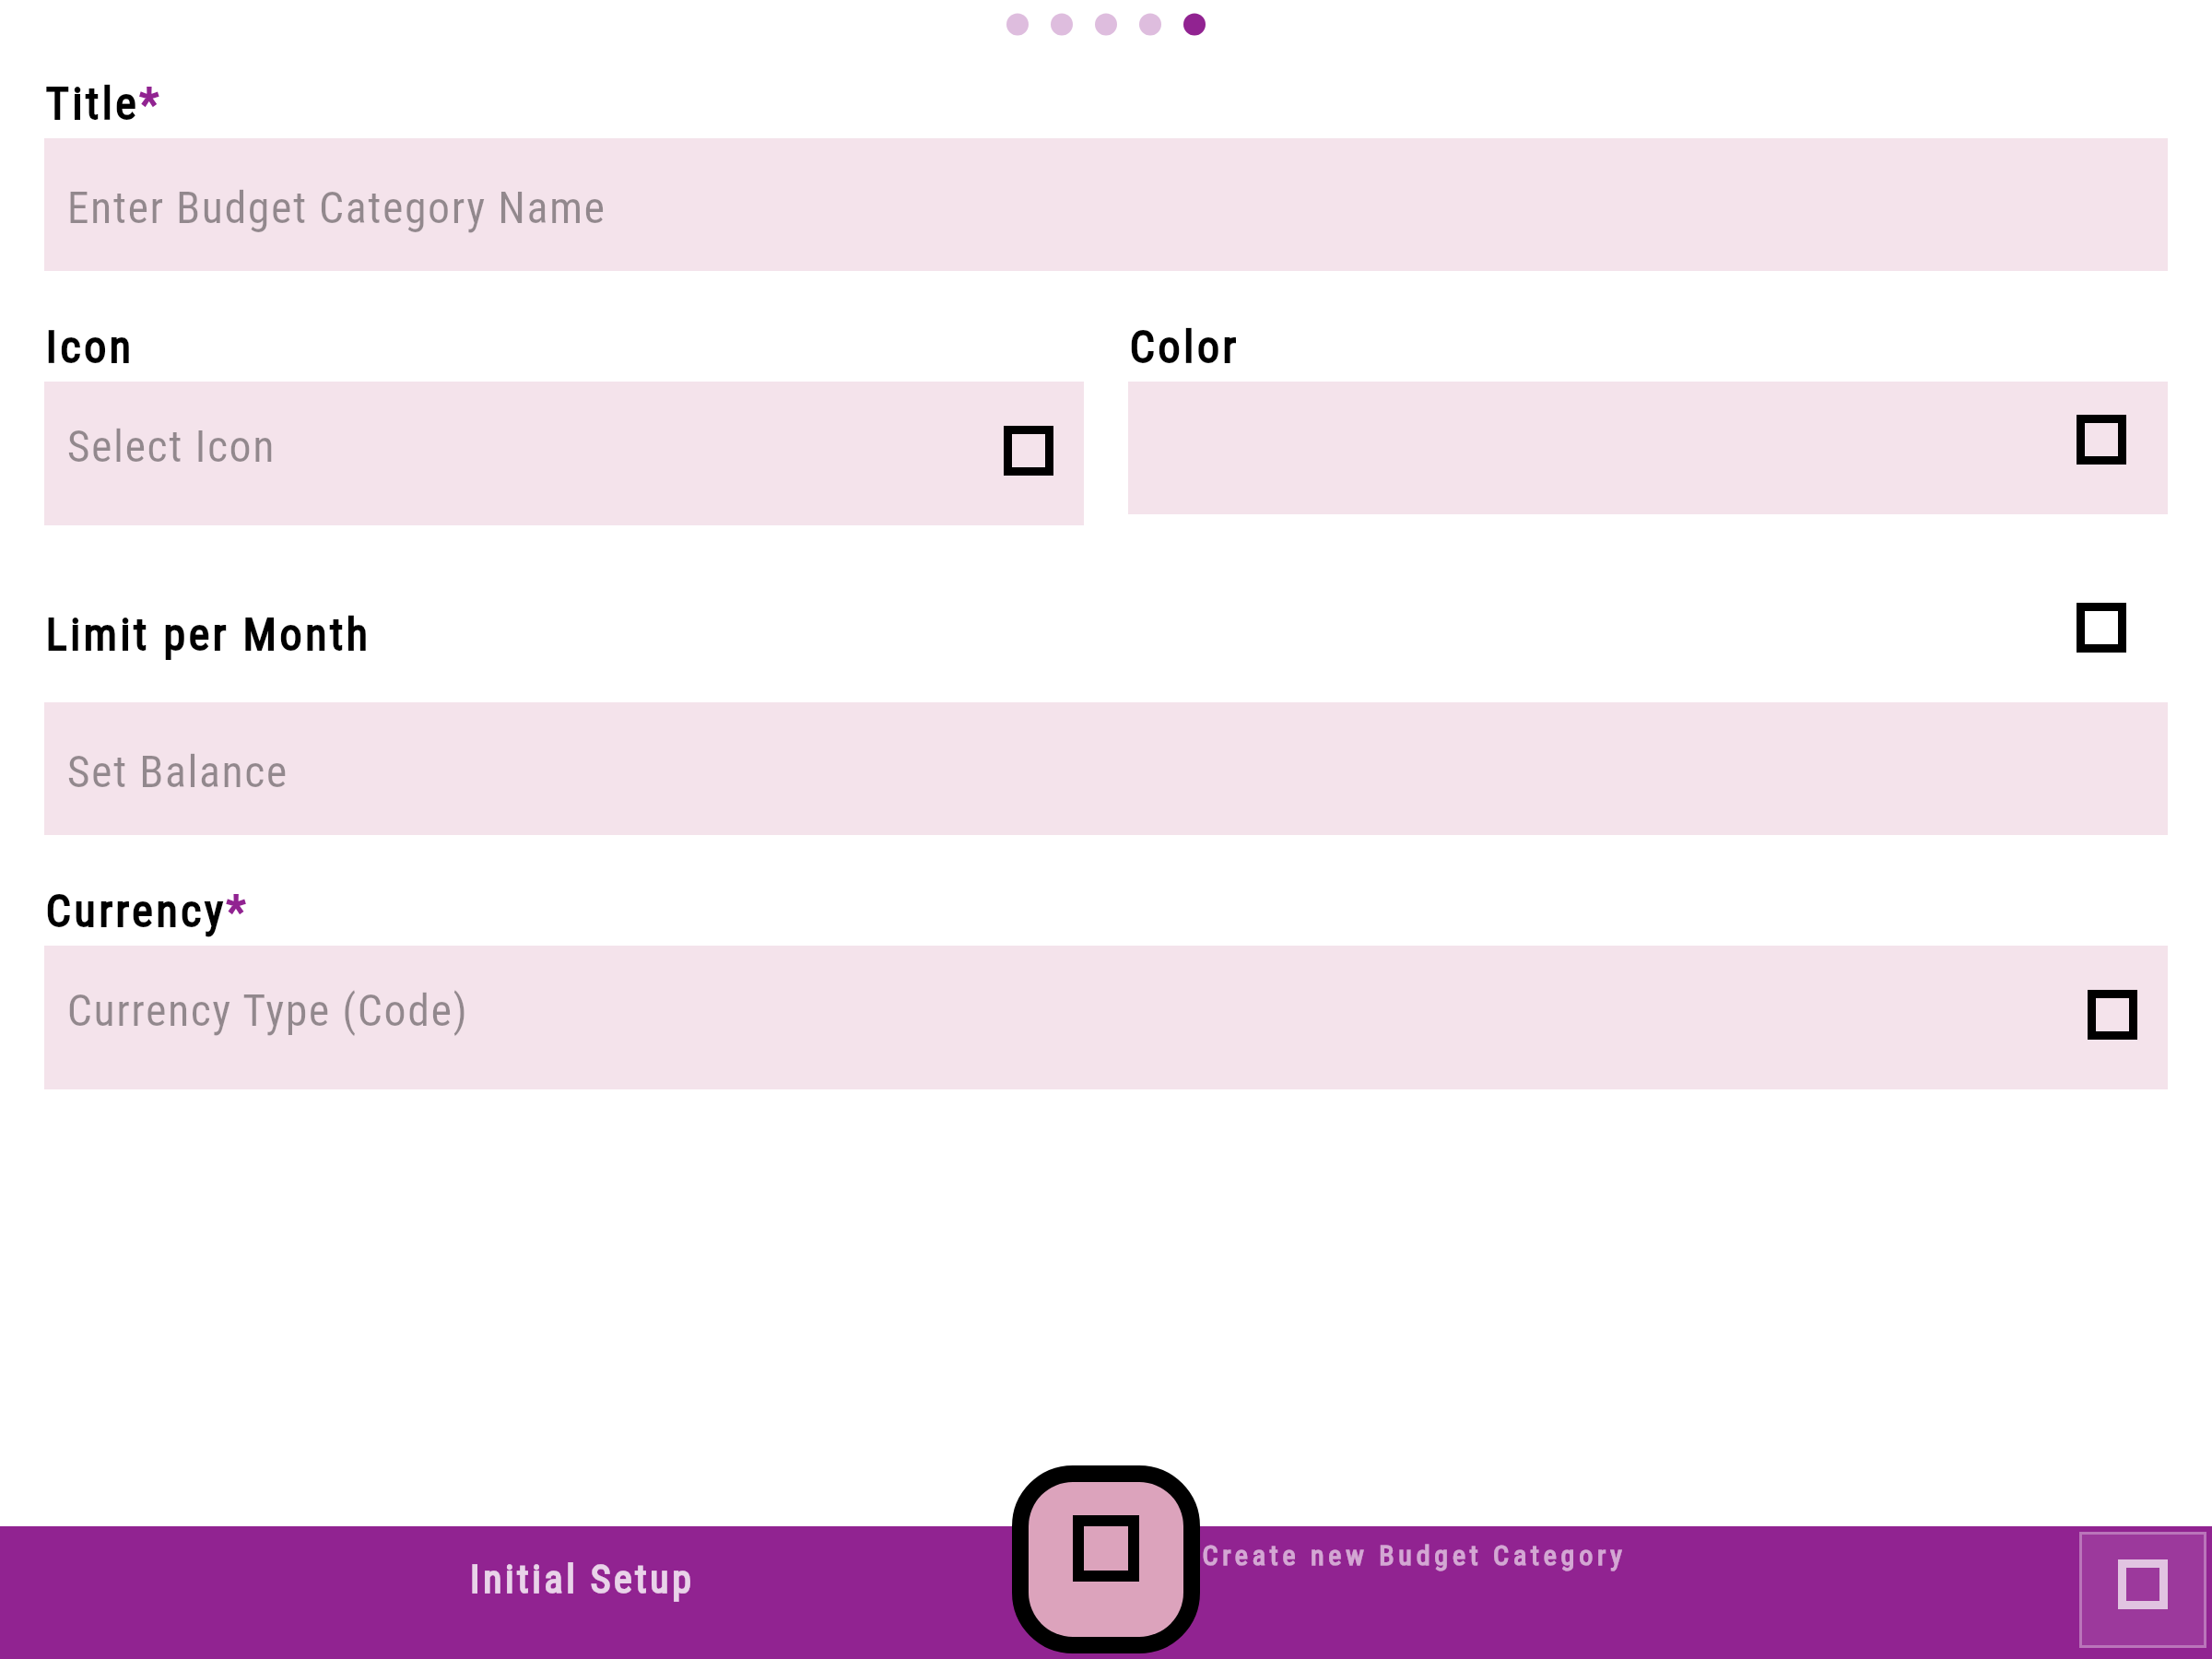 Title*
Enter Budget Category Name
Icon
Color
Select Icon
Limit per Month
Set Balance
Currency*
Currency Type (Code)
Initial Setup
Create new Budget Category